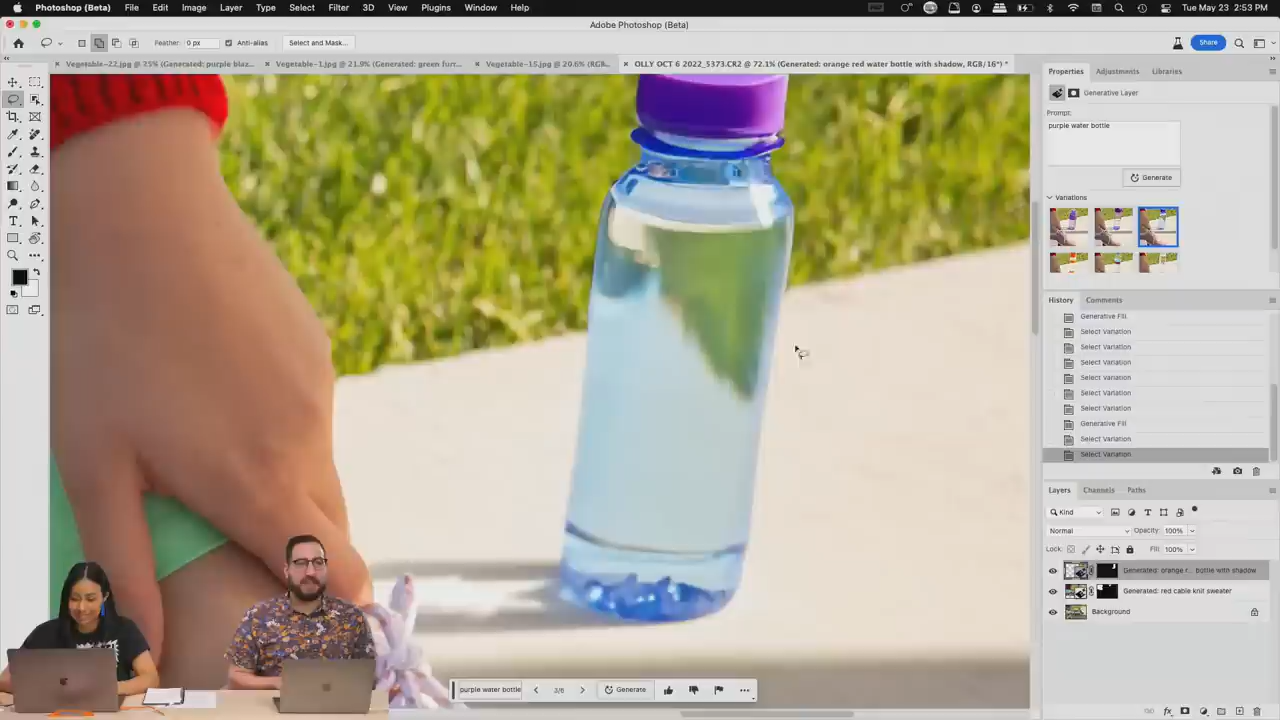 Photoshop (Beta) File Edit Image Layer Type Select Filter 3D View Plugins Window Help
Tue May 23 2:53 PM
Adobe Photoshop (Beta)
Feather: 0 px Anti-alias Select and Mask... Share
Vegetable-22.jpg @ 25% (Generated: purple blaz... Vegetable-1.jpg @ 21.9% (Generated: green furr... Vegetable-15.jpg @ 20.6% (RGB... OLLY OCT 6 2022_5373.CR2 @ 72.1% (Generated: orange red water bottle with shadow, RGB/16*) *
Properties Adjustments Libraries
Generative Layer
Prompt:
purple water bottle
Generate
Variations
History Comments
Generative Fill
Select Variation
Select Variation
Select Variation
Select Variation
Select Variation
Select Variation
Generative Fill
Select Variation
Select Variation
Layers Channels Paths
Kind
Normal Opacity: 100%
Lock: Fill: 100%
Generated: orange r... bottle with shadow
Generated: red cable knit sweater
Background
purple water bottle 3/6 Generate